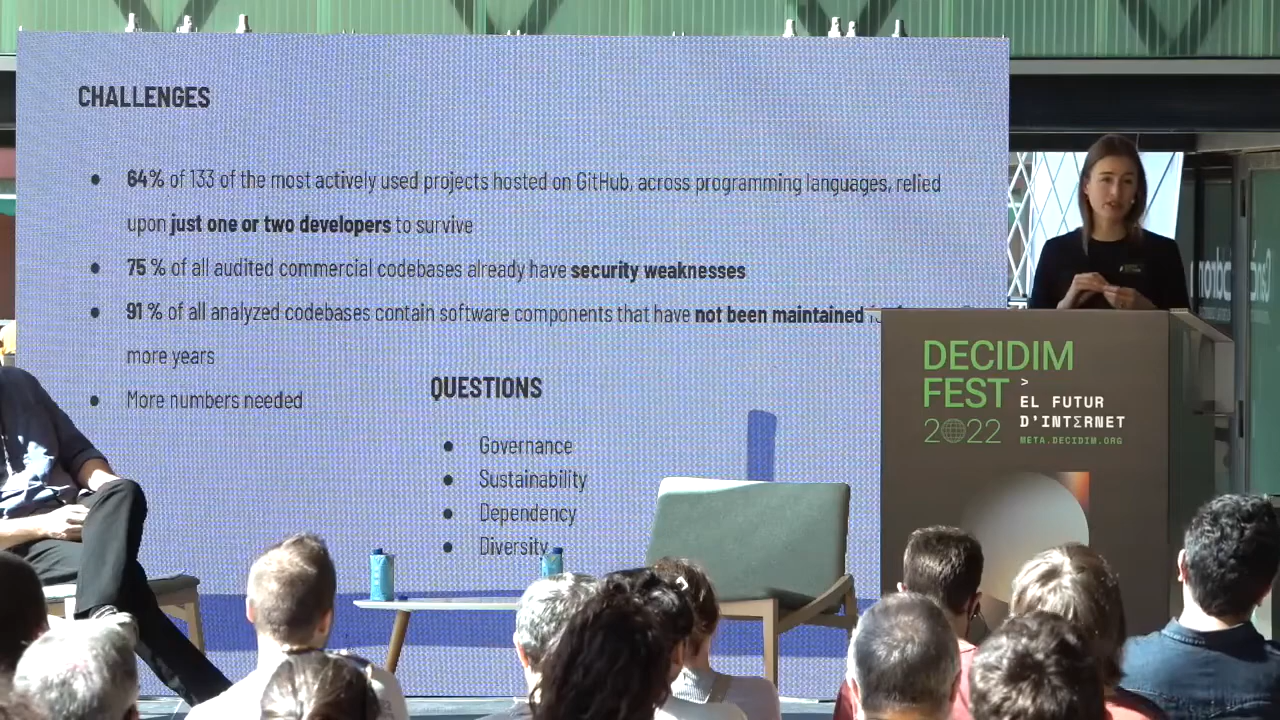 CHALLENGES
64% of 133 of the most actively used projects hosted on GitHub, across programming languages, relied
upon just one or two developers to survive
75 % of all audited commercial codebases already have security weaknesses
91 % of all analyzed codebases contain software components that have not been maintained
more years
More numbers needed
QUESTIONS
Governance
Sustainability
Dependency
Diversity
DECIDIM
FEST >
2022
EL FUTUR
D'INTΣRNET
META.DECIDIM.ORG